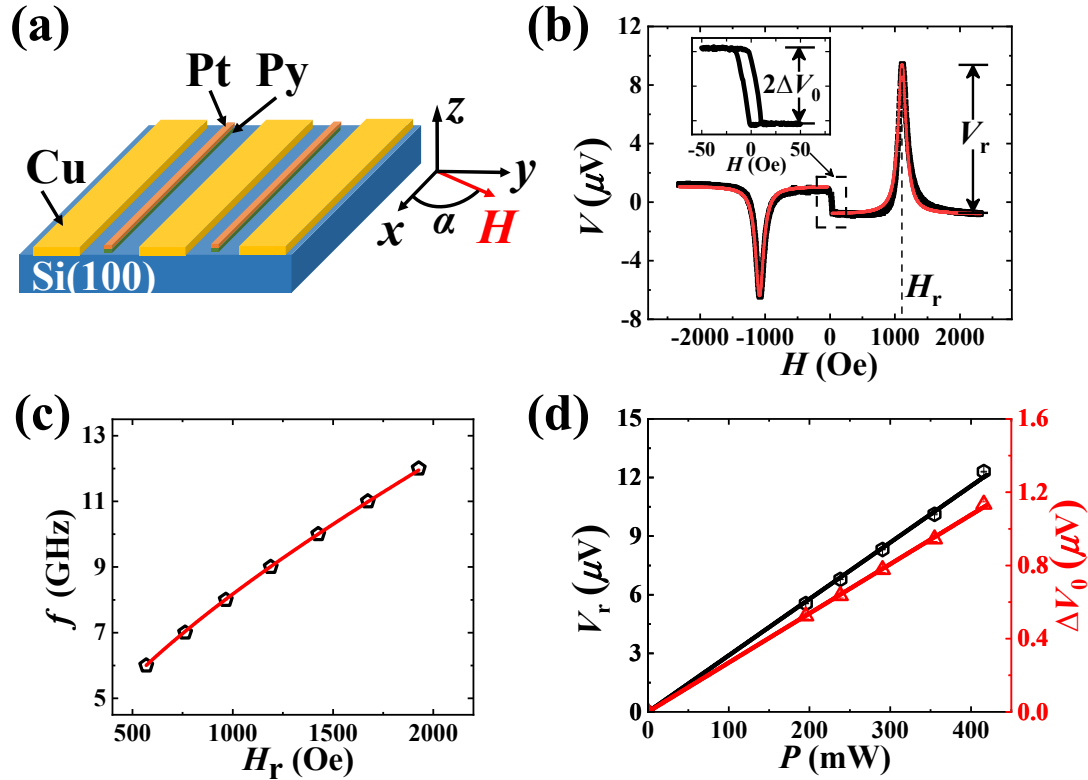 (a)
Pt Py
Cu
Si(100)
z
y
x
α
H
(b)
12
8
4
0
-4
-8
V (μV)
-2000 -1000 0 1000 2000
H (Oe)
2ΔV0
-50 0 50
H (Oe)
Vr
Hr
(c)
13
11
9
7
5
f (GHz)
500 1000 1500 2000
Hr (Oe)
(d)
15
12
9
6
3
0
Vr (μV)
0 100 200 300 400
P (mW)
1.6
1.2
0.8
0.4
0.0
ΔV0 (μV)